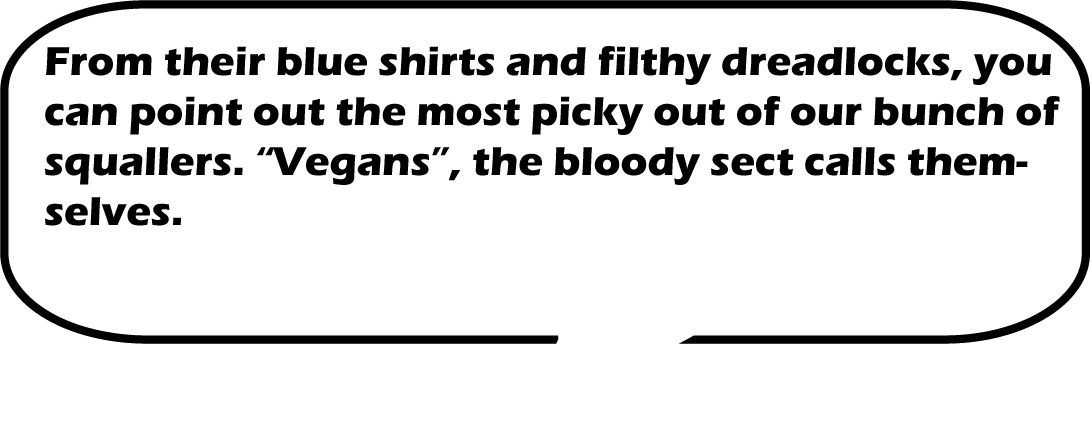 From their blue shirts and filthy dreadlocks, you
can point out the most picky out of our bunch of
squallers. “Vegans”, the bloody sect calls them-
selves.